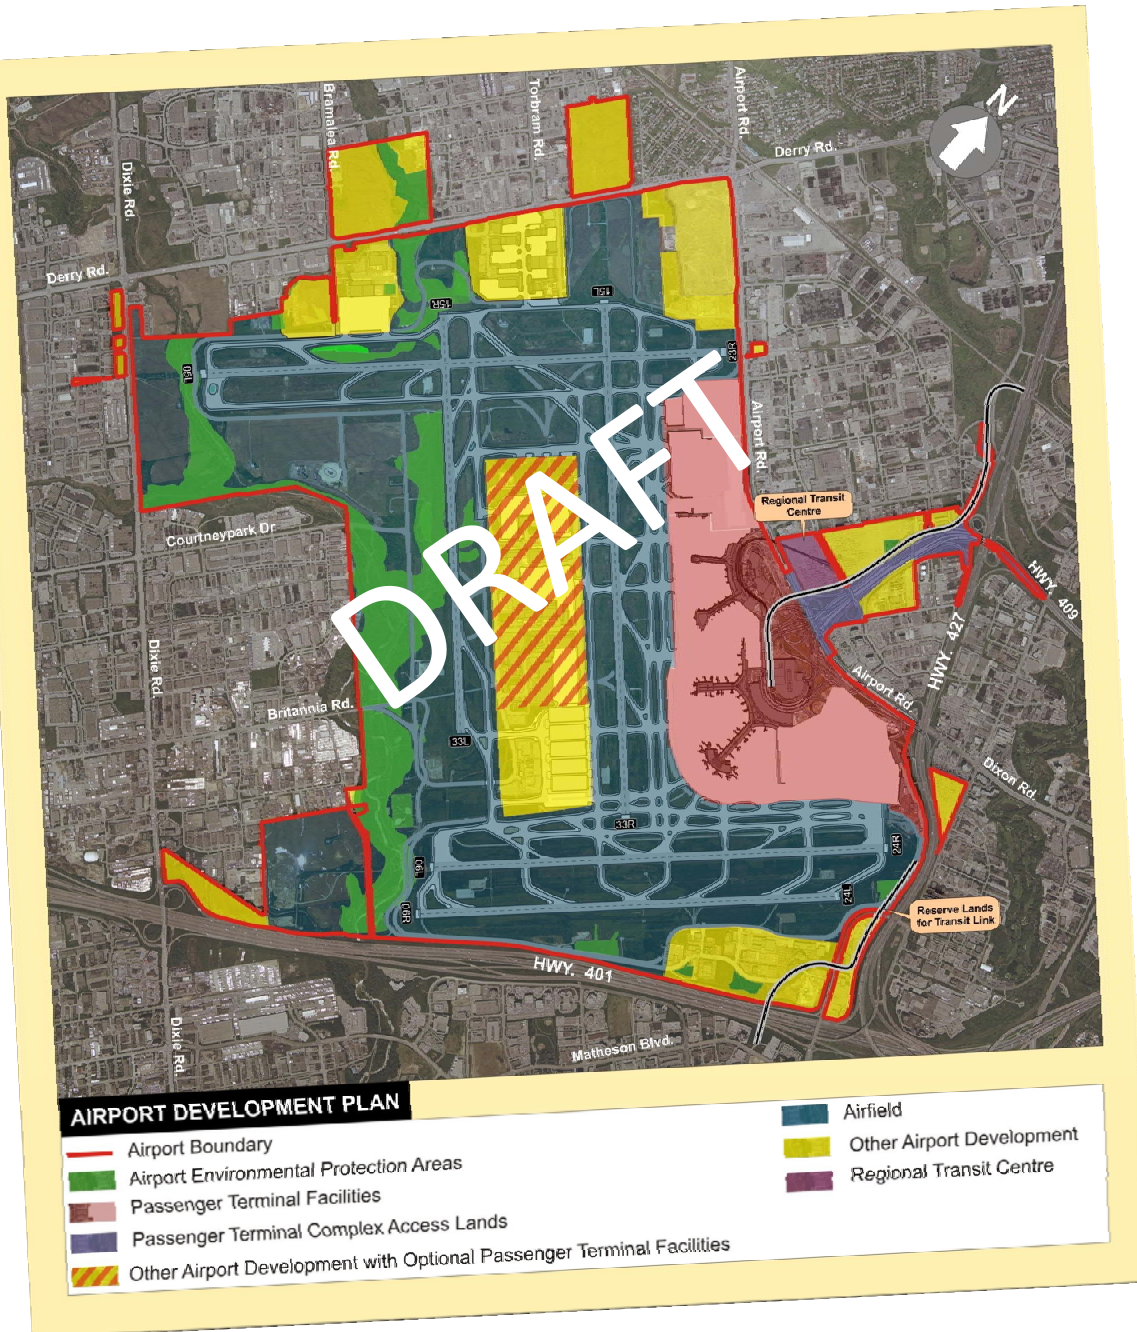 Bramalea Rd.
Torbram Rd.
Airport Rd.
N
Derry Rd.
Dixie Rd.
Derry Rd.
15R
15L
05L
23R
Airport Rd.
DRAFT
Regional Transit
Centre
Courtneypark Dr
HWY. 409
HWY. 427
Dixie Rd.
Airport Rd.
Britannia Rd.
33L
Dixon Rd.
33R
24R
06L
24L
06R
Reserve Lands
for Transit Link
HWY. 401
Dixie Rd.
Matheson Blvd.
AIRPORT DEVELOPMENT PLAN
Airport Boundary
Airport Environmental Protection Areas
Passenger Terminal Facilities
Passenger Terminal Complex Access Lands
Other Airport Development with Optional Passenger Terminal Facilities
Airfield
Other Airport Development
Regional Transit Centre